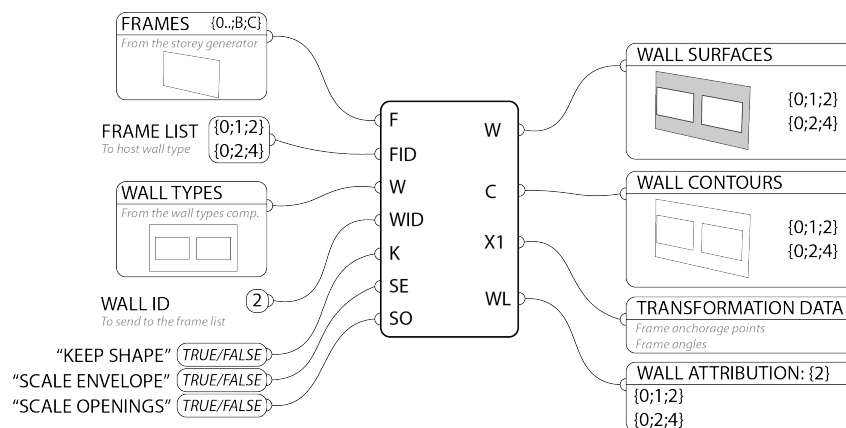 FRAMES {0..;B;C}
From the storey generator
FRAME LIST
To host wall type
{0;1;2}
{0;2;4}
WALL TYPES
From the wall types comp.
WALL ID
To send to the frame list
2
"KEEP SHAPE" TRUE/FALSE
"SCALE ENVELOPE" TRUE/FALSE
"SCALE OPENINGS" TRUE/FALSE
F
FID
W
WID
K
SE
SO
W
C
X1
WL
WALL SURFACES
{0;1;2}
{0;2;4}
WALL CONTOURS
{0;1;2}
{0;2;4}
TRANSFORMATION DATA
Frame anchorage points
Frame angles
WALL ATTRIBUTION: {2}
{0;1;2}
{0;2;4}